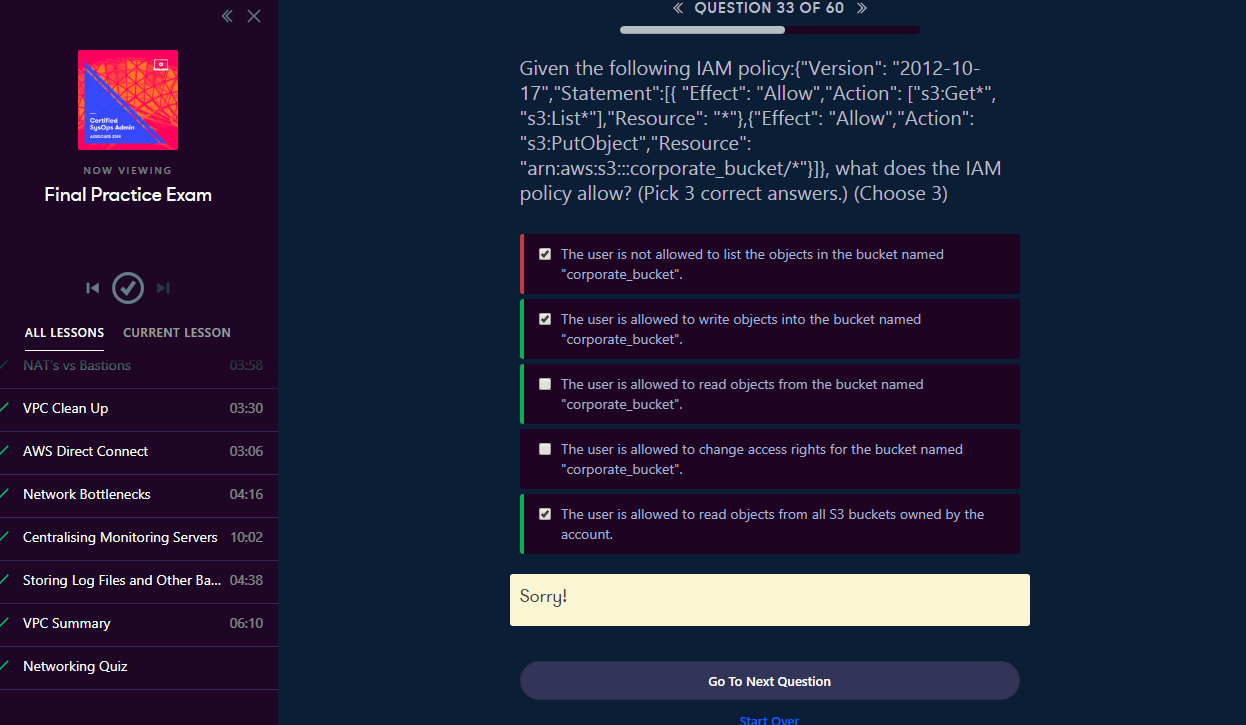 Certified
SysOps Admin
ASSOCIATE 2018
NOW VIEWING
Final Practice Exam
ALL LESSONS CURRENT LESSON
NAT's vs Bastions 03:58
VPC Clean Up 03:30
AWS Direct Connect 03:06
Network Bottlenecks 04:16
Centralising Monitoring Servers 10:02
Storing Log Files and Other Ba... 04:38
VPC Summary 06:10
Networking Quiz
QUESTION 33 OF 60
Given the following IAM policy:{"Version": "2012-10-
17","Statement":[{ "Effect": "Allow","Action": ["s3:Get*",
"s3:List*"],"Resource": "*"},{"Effect": "Allow","Action":
"s3:PutObject","Resource":
"arn:aws:s3:::corporate_bucket/*"}]}, what does the IAM
policy allow? (Pick 3 correct answers.) (Choose 3)
The user is not allowed to list the objects in the bucket named
"corporate_bucket".
The user is allowed to write objects into the bucket named
"corporate_bucket".
The user is allowed to read objects from the bucket named
"corporate_bucket".
The user is allowed to change access rights for the bucket named
"corporate_bucket".
The user is allowed to read objects from all S3 buckets owned by the
account.
Sorry!
Go To Next Question
Start Over